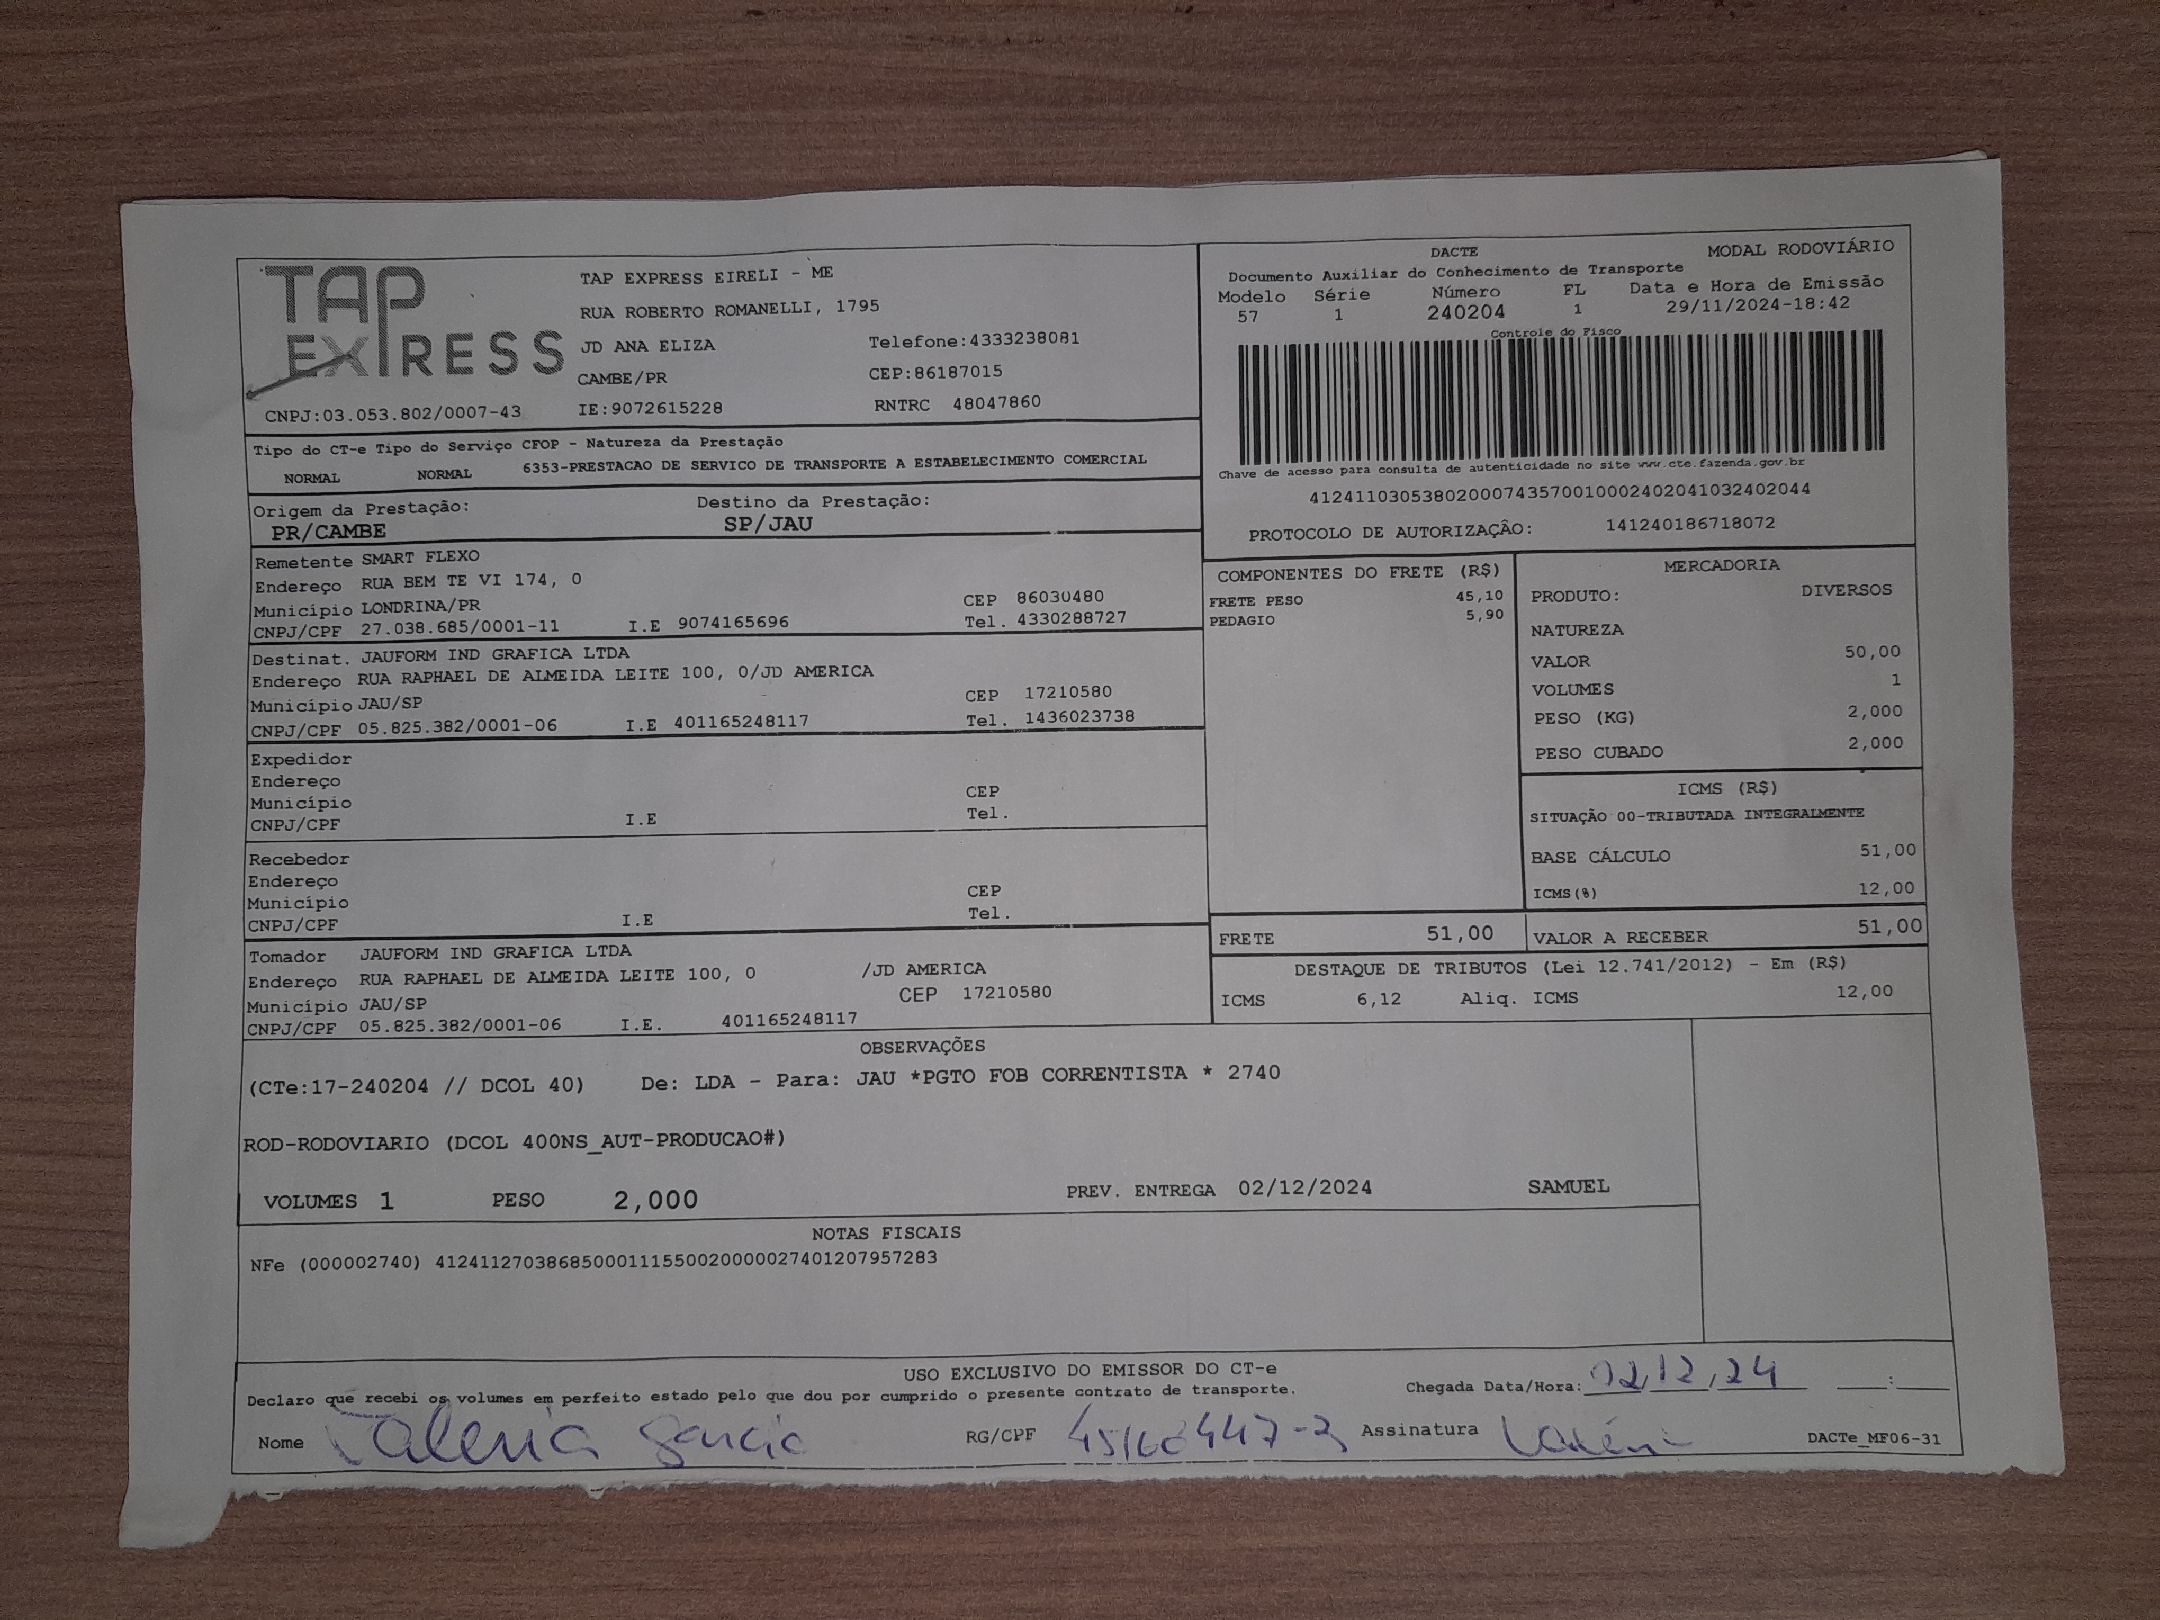 TAP EXPRESS
TAP EXPRESS EIRELI - ME
RUA ROBERTO ROMANELLI, 1795
JD ANA ELIZA Telefone:4333238081
CAMBE/PR CEP:86187015
CNPJ:03.053.802/0007-43 IE:9072615228 RNTRC 48047860
DACTE MODAL RODOVIÁRIO
Documento Auxiliar do Conhecimento de Transporte
Modelo Série Número FL Data e Hora de Emissão
57 1 240204 1 29/11/2024-18:42
Controle do Fisco
Chave de acesso para consulta de autenticidade no site www.cte.fazenda.gov.br
41241103053802000743570010002402041032402044
PROTOCOLO DE AUTORIZAÇÃO: 141240186718072
Tipo do CT-e Tipo do Serviço CFOP - Natureza da Prestação
NORMAL NORMAL 6353-PRESTACAO DE SERVICO DE TRANSPORTE A ESTABELECIMENTO COMERCIAL
Origem da Prestação: Destino da Prestação:
PR/CAMBE SP/JAU
Remetente SMART FLEXO
Endereço RUA BEM TE VI 174, 0
Município LONDRINA/PR CEP 86030480
CNPJ/CPF 27.038.685/0001-11 I.E 9074165696 Tel. 4330288727
Destinat. JAUFORM IND GRAFICA LTDA
Endereço RUA RAPHAEL DE ALMEIDA LEITE 100, 0/JD AMERICA
Município JAU/SP CEP 17210580
CNPJ/CPF 05.825.382/0001-06 I.E 401165248117 Tel. 1436023738
Expedidor
Endereço
Município CEP
CNPJ/CPF I.E Tel.
Recebedor
Endereço
Município CEP
CNPJ/CPF I.E Tel.
Tomador JAUFORM IND GRAFICA LTDA
Endereço RUA RAPHAEL DE ALMEIDA LEITE 100, 0 /JD AMERICA
Município JAU/SP CEP 17210580
CNPJ/CPF 05.825.382/0001-06 I.E. 401165248117
COMPONENTES DO FRETE (R$)
FRETE PESO 45,10
PEDAGIO 5,90
MERCADORIA
PRODUTO: DIVERSOS
NATUREZA
VALOR 50,00
VOLUMES 1
PESO (KG) 2,000
PESO CUBADO 2,000
ICMS (R$)
SITUAÇÃO 00-TRIBUTADA INTEGRALMENTE
BASE CÁLCULO 51,00
ICMS(%) 12,00
FRETE 51,00 VALOR A RECEBER 51,00
DESTAQUE DE TRIBUTOS (Lei 12.741/2012) - Em (R$)
ICMS 6,12 Aliq. ICMS 12,00
OBSERVAÇÕES
(CTe:17-240204 // DCOL 40) De: LDA - Para: JAU *PGTO FOB CORRENTISTA * 2740
ROD-RODOVIARIO (DCOL 400NS_AUT-PRODUCAO#)
VOLUMES 1 PESO 2,000 PREV. ENTREGA 02/12/2024 SAMUEL
NOTAS FISCAIS
NFe (000002740) 41241127038685000111550020000027401207957283
USO EXCLUSIVO DO EMISSOR DO CT-e
Declaro que recebi os volumes em perfeito estado pelo que dou por cumprido o presente contrato de transporte. Chegada Data/Hora: 02,12,24 :
Nome Valeria Garcia RG/CPF Assinatura DACTe_MF06-31